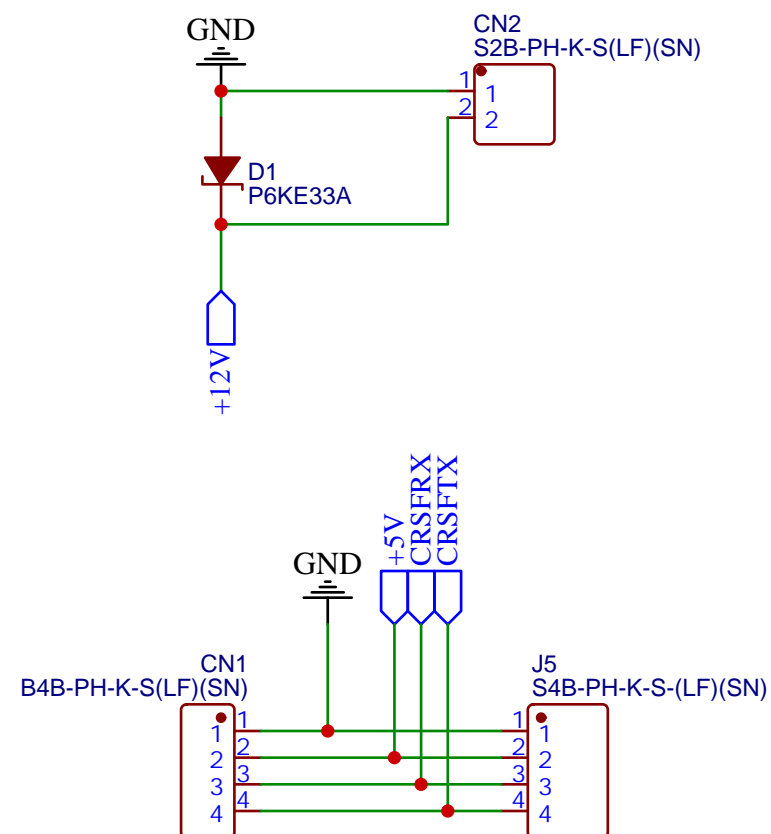 GND
CN2
S2B-PH-K-S(LF)(SN)
1
1
2
2
D1
P6KE33A
+12V
+5V
CRSFRX
CRSFTX
GND
CN1
B4B-PH-K-S(LF)(SN)
J5
S4B-PH-K-S-(LF)(SN)
1 1 1 1
2 2 2 2
3 3 3 3
4 4 4 4